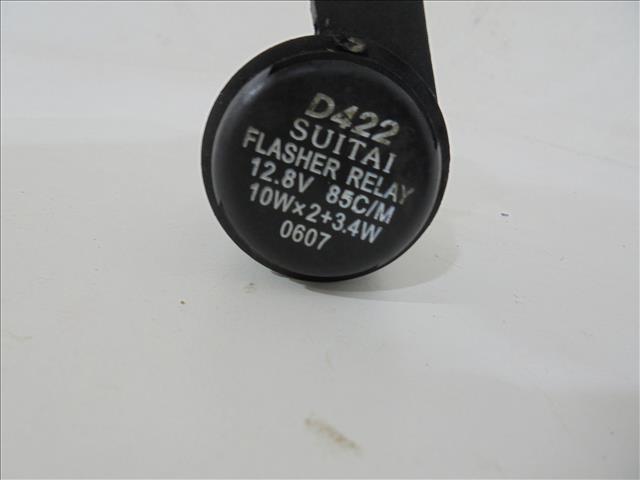 D422
SUITAI
FLASHER RELAY
12.8V 85C/M
10W×2+3.4W
0607